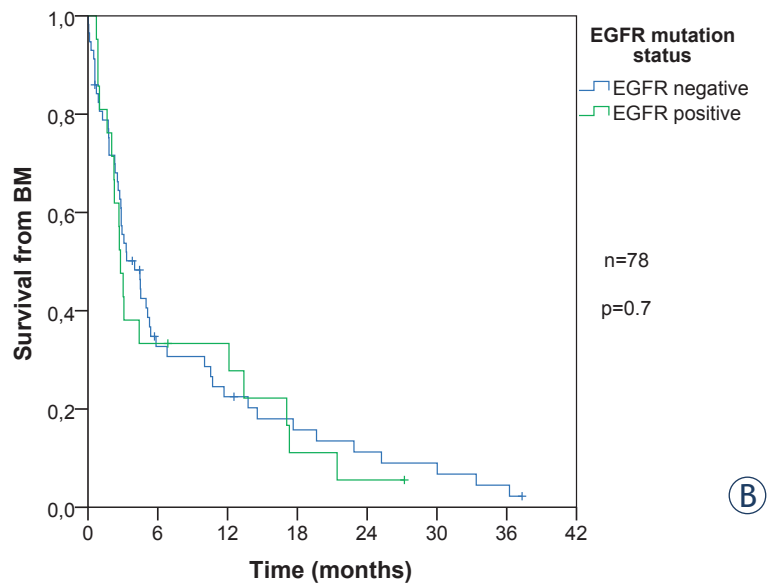 EGFR mutation
status
EGFR negative
EGFR positive
n=78
p=0.7
Survival from BM
1,0
0,8
0,6
0,4
0,2
0,0
0 6 12 18 24 30 36 42
Time (months)
B